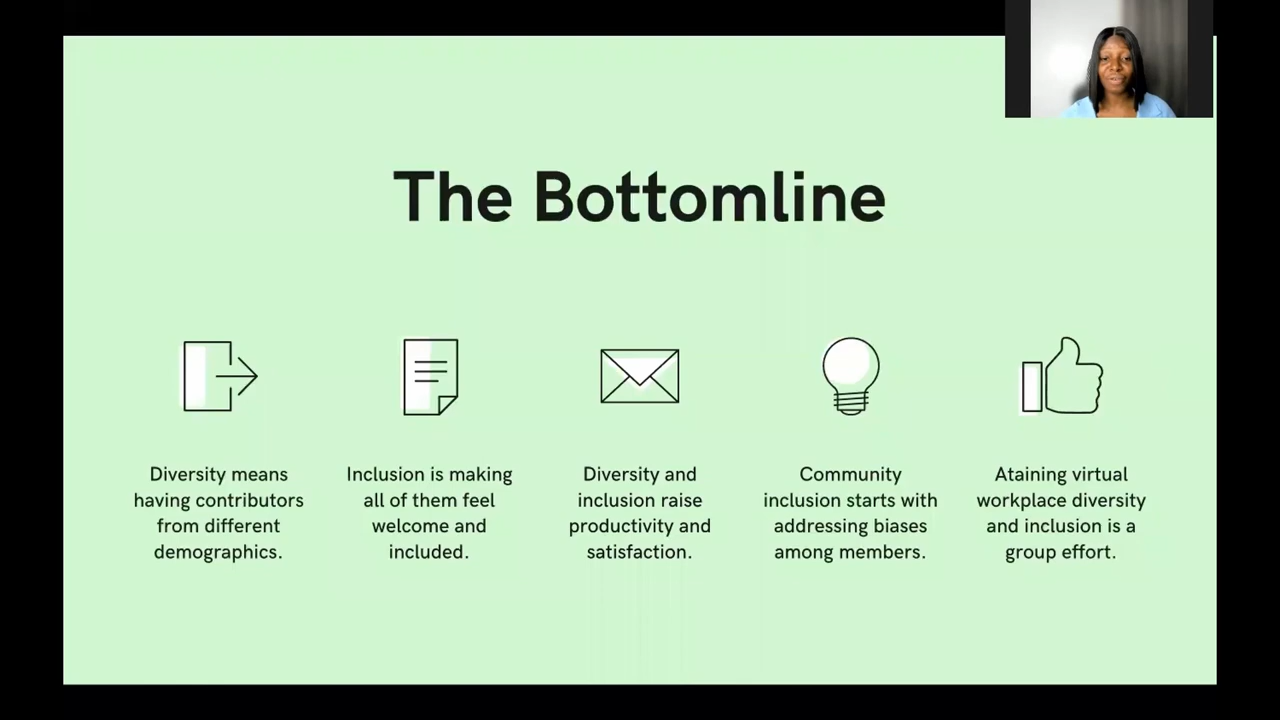 The Bottomline
Diversity means
having contributors
from different
demographics.
Inclusion is making
all of them feel
welcome and
included.
Diversity and
inclusion raise
productivity and
satisfaction.
Community
inclusion starts with
addressing biases
among members.
Ataining virtual
workplace diversity
and inclusion is a
group effort.